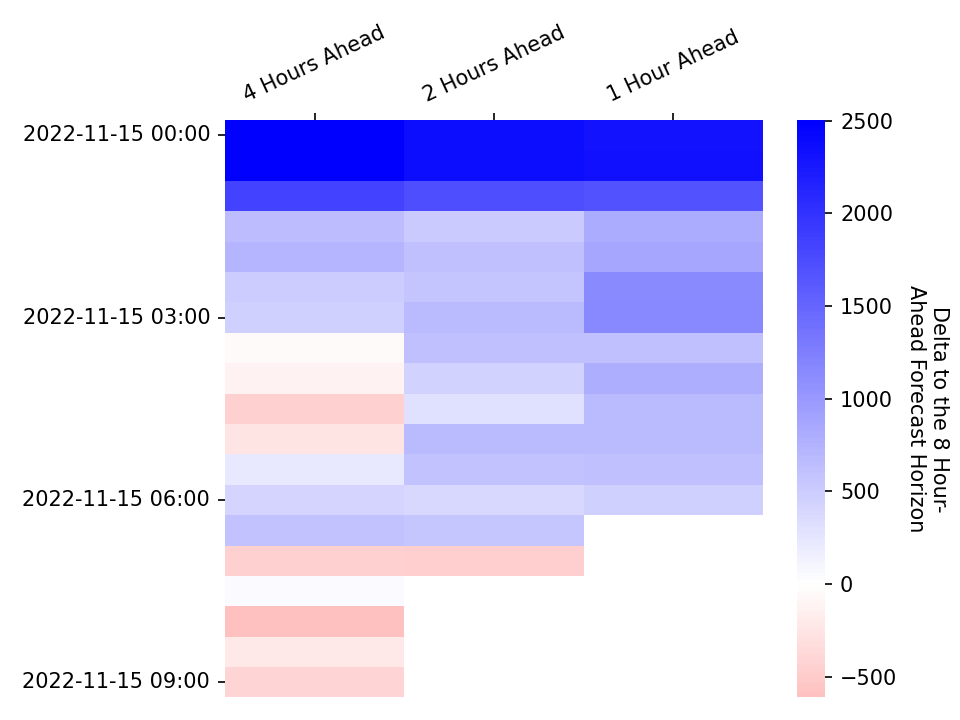 4 Hours Ahead
2 Hours Ahead
1 Hour Ahead
2022-11-15 00:00
2022-11-15 03:00
2022-11-15 06:00
2022-11-15 09:00
2500
2000
1500
1000
500
0
−500
Delta to the 8 Hour-
Ahead Forecast Horizon